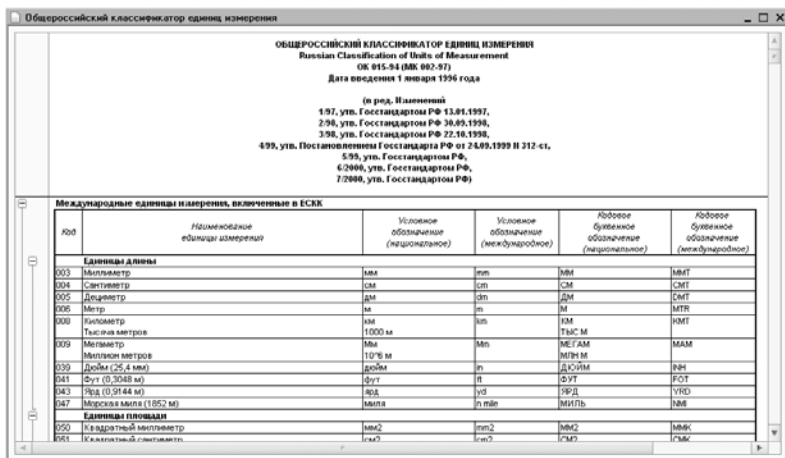 Общероссийский классификатор единиц измерения
ОБЩЕРОССИЙСКИЙ КЛАССИФИКАТОР ЕДИНИЦ ИЗМЕРЕНИЯ
Russian Classification of Units of Measurement
ОК 015-94 (МК 002-97)
Дата введения 1 января 1996 года
(в ред. Изменений
1/97, утв. Госстандартом РФ 13.01.1997,
2/98, утв. Госстандартом РФ 30.09.1998,
3/98, утв. Госстандартом РФ 22.10.1998,
4/99, утв. Постановлением Госстандарта РФ от 24.09.1999 N 312-ст,
5/99, утв. Госстандартом РФ,
6/2000, утв. Госстандартом РФ,
7/2000, утв. Госстандартом РФ)
Международные единицы измерения, включенные в ЕСКК
Код Наименование единицы измерения Условное обозначение (национальное) Условное обозначение (международное) Кодовое буквенное обозначение (национальное) Кодовое буквенное обозначение (международное)
Единицы длины
003 Миллиметр мм mm ММ MMT
004 Сантиметр см cm СМ CMT
005 Дециметр дм dm ДМ DMT
006 Метр м m М MTR
008 Километр км km КМ KMT
Тысяча метров 1000 м ТЫС М
009 Мегаметр Мм Mm МЕГАМ MAM
Миллион метров 10^6 м МЛН М
039 Дюйм (25,4 мм) дюйм in ДЮЙМ INH
041 Фут (0,3048 м) фут ft ФУТ FOT
043 Ярд (0,9144 м) ярд yd ЯРД YRD
047 Морская миля (1852 м) миля n mile МИЛЬ NMI
Единицы площади
050 Квадратный миллиметр мм2 mm2 ММ2 MMK
051 Квадратный сантиметр см2 cm2 СМ2 CMK